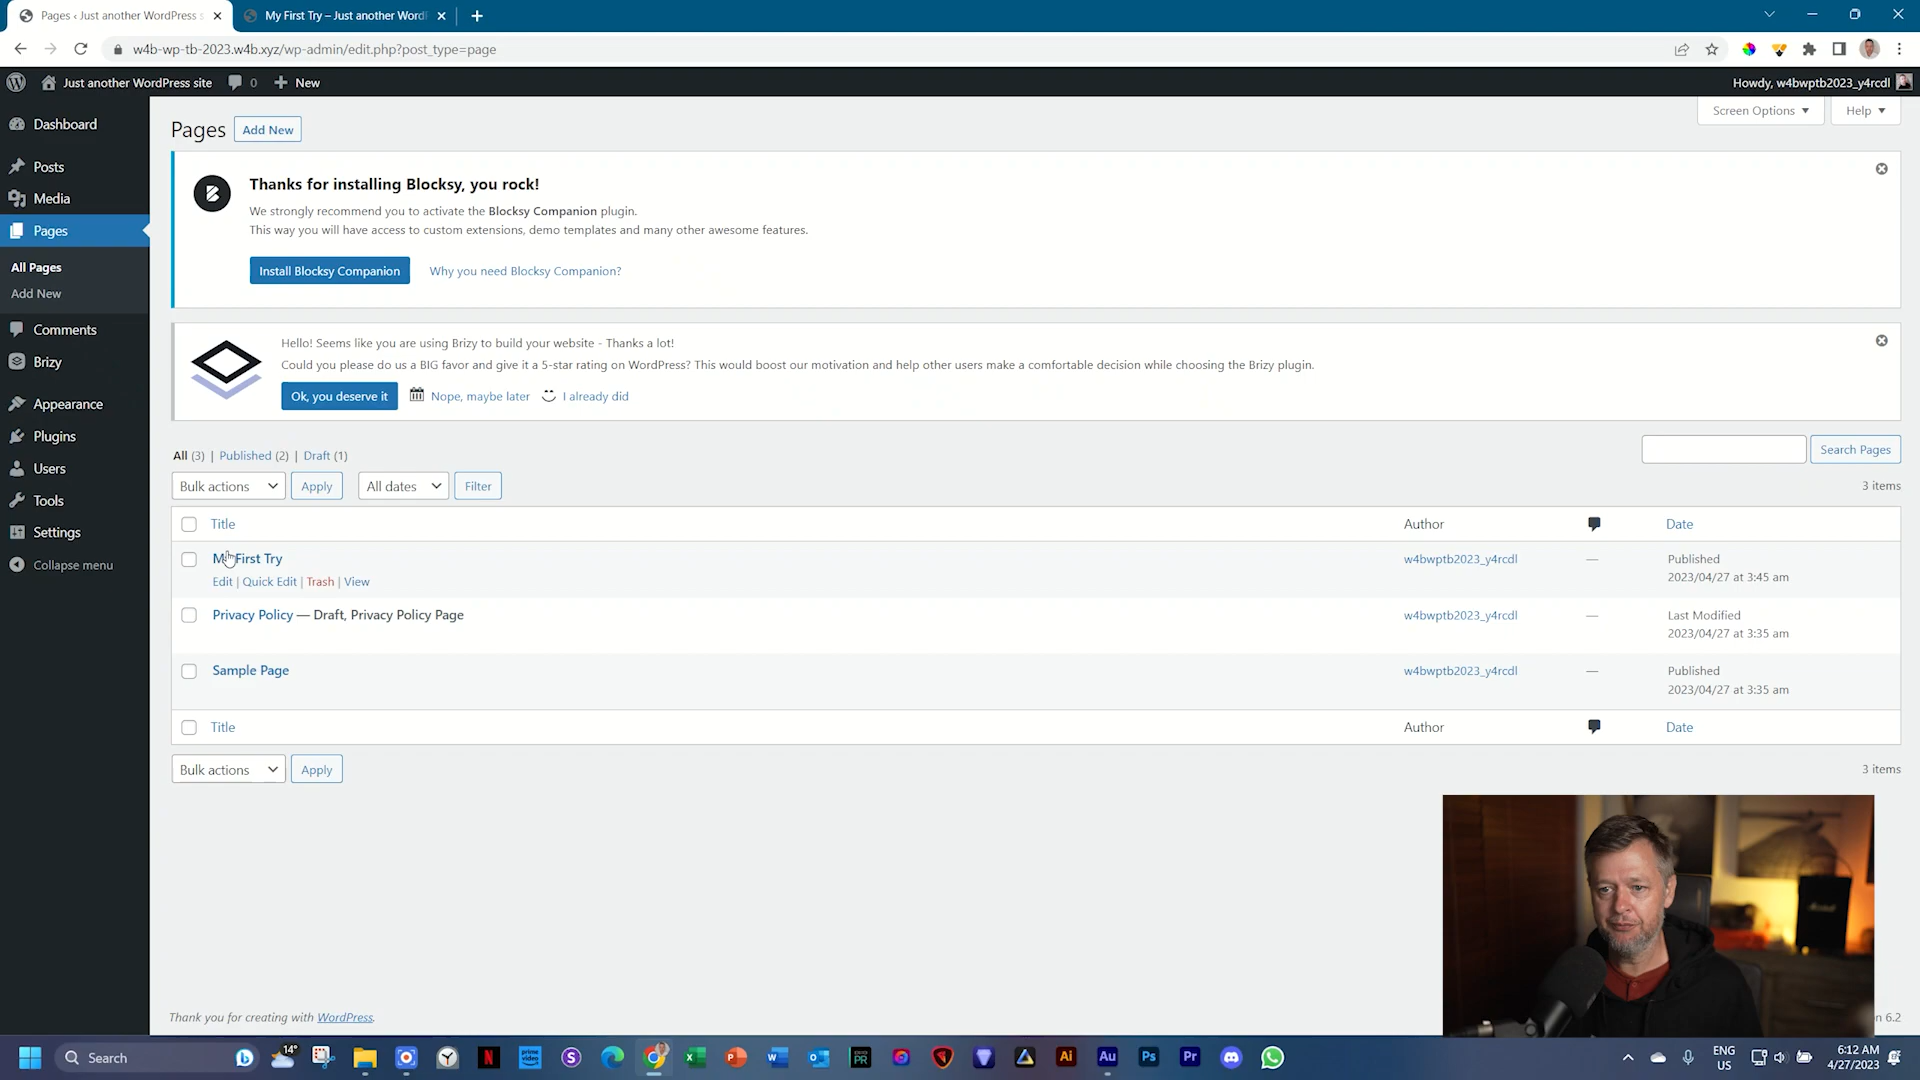 Pages ‹ Just another WordPress s
My First Try – Just another Word
w4b-wp-tb-2023.w4b.xyz/wp-admin/edit.php?post_type=page
Just another WordPress site
0
New
Howdy, w4bwptb2023_y4rcdl
Dashboard
Posts
Media
Pages
All Pages
Add New
Comments
Brizy
Appearance
Plugins
Users
Tools
Settings
Collapse menu
Screen Options
Help
Pages
Add New
Thanks for installing Blocksy, you rock!
We strongly recommend you to activate the Blocksy Companion plugin.
This way you will have access to custom extensions, demo templates and many other awesome features.
Install Blocksy Companion
Why you need Blocksy Companion?
Hello! Seems like you are using Brizy to build your website - Thanks a lot!
Could you please do us a BIG favor and give it a 5-star rating on WordPress? This would boost our motivation and help other users make a comfortable decision while choosing the Brizy plugin.
Ok, you deserve it
Nope, maybe later
I already did
All (3) | Published (2) | Draft (1)
Search Pages
Bulk actions
Apply
All dates
Filter
3 items
Title
Author
Date
My First Try
w4bwptb2023_y4rcdl
—
Published
2023/04/27 at 3:45 am
Edit | Quick Edit | Trash | View
Privacy Policy — Draft, Privacy Policy Page
w4bwptb2023_y4rcdl
—
Last Modified
2023/04/27 at 3:35 am
Sample Page
w4bwptb2023_y4rcdl
—
Published
2023/04/27 at 3:35 am
Title
Author
Date
Bulk actions
Apply
3 items
Thank you for creating with WordPress.
n 6.2
Search
14°
ENG
US
6:12 AM
4/27/2023